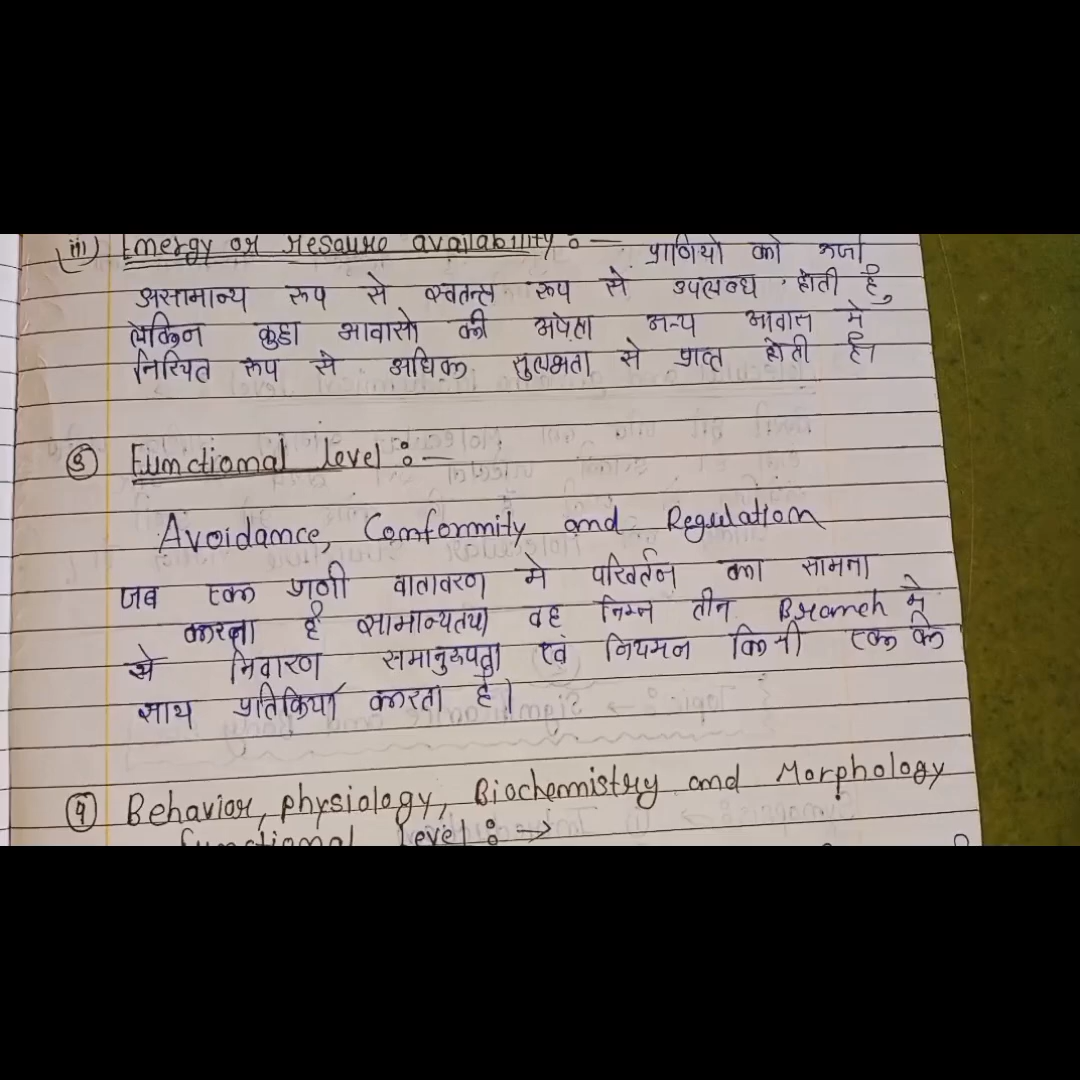 iii) Energy or resource availability :— प्राणियो को ऊर्जा
असामान्य रूप से स्वतन्त्र रूप से उपलब्ध होती है,
लेकिन कुछ आवासो की अपेक्षा अन्य आवास मे
निश्चित रूप से अधिक सुलभता से प्राप्त होती है।
Functional level :—
Avoidance, Conformity and Regulation
जब एक प्राणी वातावरण मे परिवर्तन का सामना
करता है सामान्यतया वह निम्न तीन Branch मे
से निवारण समानुरूपता एवं नियमन किसी एक के
साथ प्रतिक्रिया करता है।
④ Behavior, physiology, Biochemistry and Morphology
functional level :→